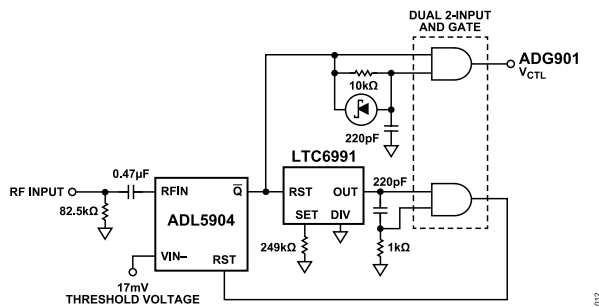 DUAL 2-INPUT
AND GATE
ADG901
VCTL
10kΩ
220pF
LTC6991
0.47µF
RF INPUT
RFIN
Q
RST
OUT
220pF
82.5kΩ
ADL5904
SET
DIV
249kΩ
1kΩ
VIN–
RST
17mV
THRESHOLD VOLTAGE
012